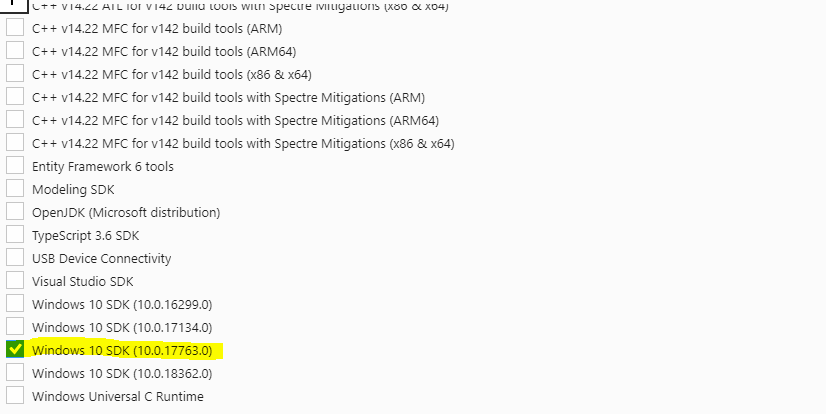 C++ v14.22 ATL for v142 build tools with Spectre Mitigations (x86 & x64)
C++ v14.22 MFC for v142 build tools (ARM)
C++ v14.22 MFC for v142 build tools (ARM64)
C++ v14.22 MFC for v142 build tools (x86 & x64)
C++ v14.22 MFC for v142 build tools with Spectre Mitigations (ARM)
C++ v14.22 MFC for v142 build tools with Spectre Mitigations (ARM64)
C++ v14.22 MFC for v142 build tools with Spectre Mitigations (x86 & x64)
Entity Framework 6 tools
Modeling SDK
OpenJDK (Microsoft distribution)
TypeScript 3.6 SDK
USB Device Connectivity
Visual Studio SDK
Windows 10 SDK (10.0.16299.0)
Windows 10 SDK (10.0.17134.0)
Windows 10 SDK (10.0.17763.0)
Windows 10 SDK (10.0.18362.0)
Windows Universal C Runtime